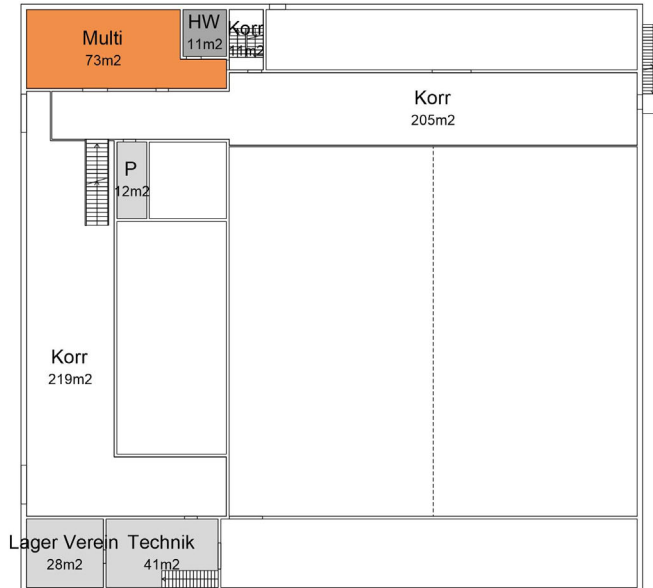 Multi
73m2
HW
11m2
Korr
11m2
Korr
205m2
P
12m2
Korr
219m2
Lager Verein
28m2
Technik
41m2